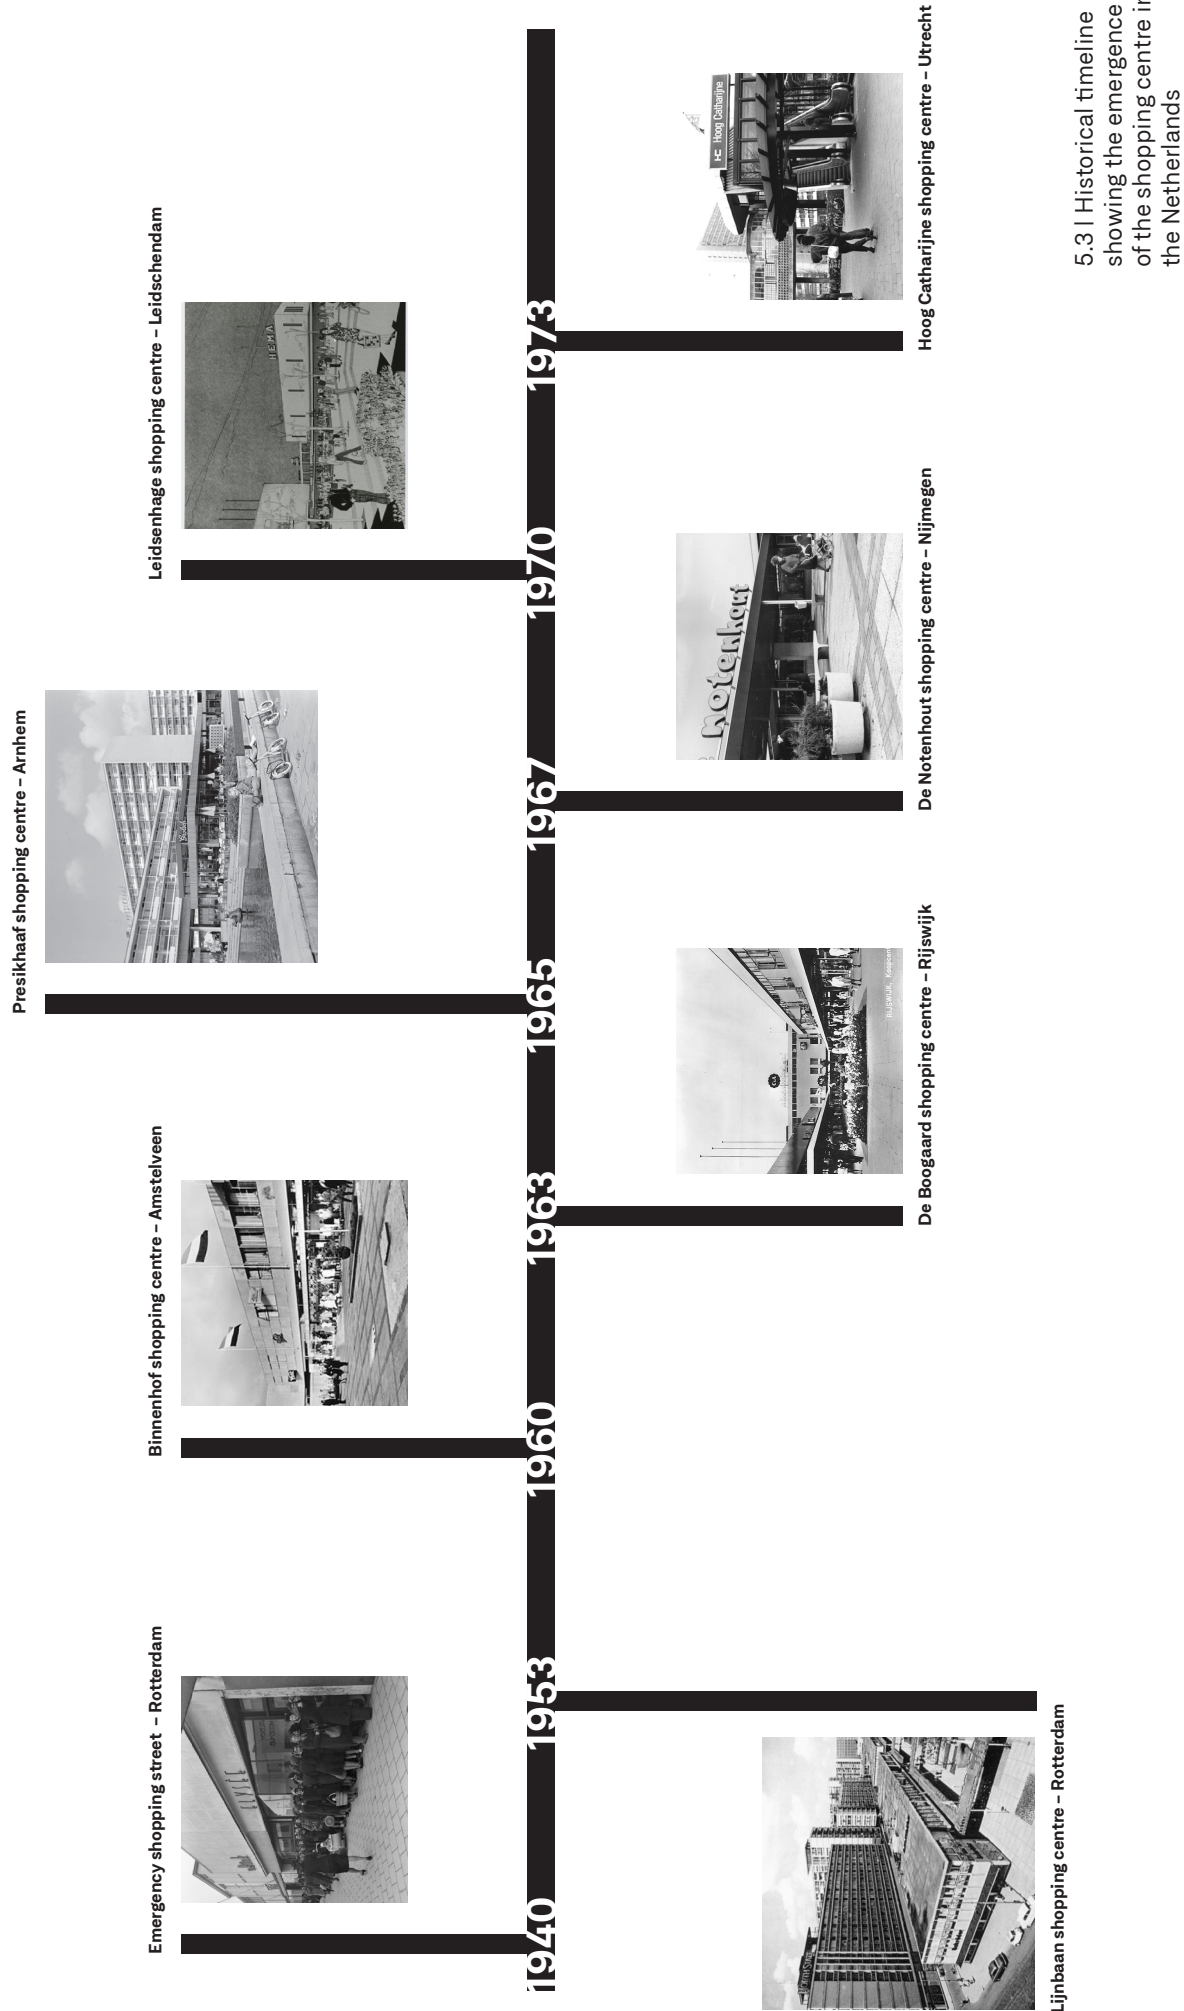 Emergency shopping street – Rotterdam
1940
Lijnbaan shopping centre – Rotterdam
1953
Binnenhof shopping centre – Amstelveen
1960
De Boogaard shopping centre – Rijswijk
RIJSWIJK, Koopcen
1963
Presikhaaf shopping centre – Arnhem
1965
De Notenhout shopping centre – Nijmegen
Notenhout
1967
Leidsenhage shopping centre – Leidschendam
HEMA
1970
Hoog Catharijne shopping centre – Utrecht
HC Hoog Catharijne
1973
5.3 | Historical timeline
showing the emergence
of the shopping centre in
the Netherlands